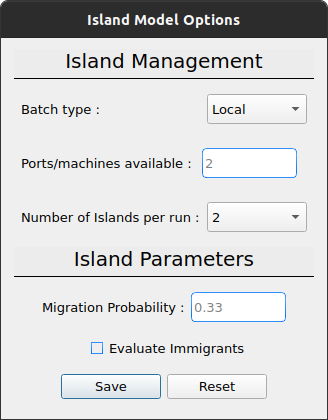 Island Model Options
Island Management
Batch type : Local
Ports/machines available : 2
Number of Islands per run : 2
Island Parameters
Migration Probability : 0.33
Evaluate Immigrants
Save Reset